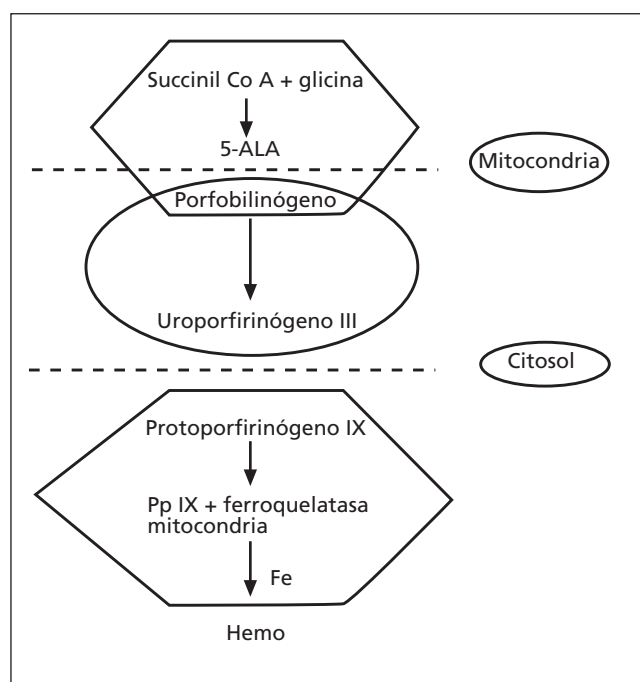 Succinil Co A + glicina
5-ALA
Mitocondria
Porfobilinógeno
Uroporfirinógeno III
Citosol
Protoporfirinógeno IX
Pp IX + ferroquelatasa
mitocondria
Fe
Hemo